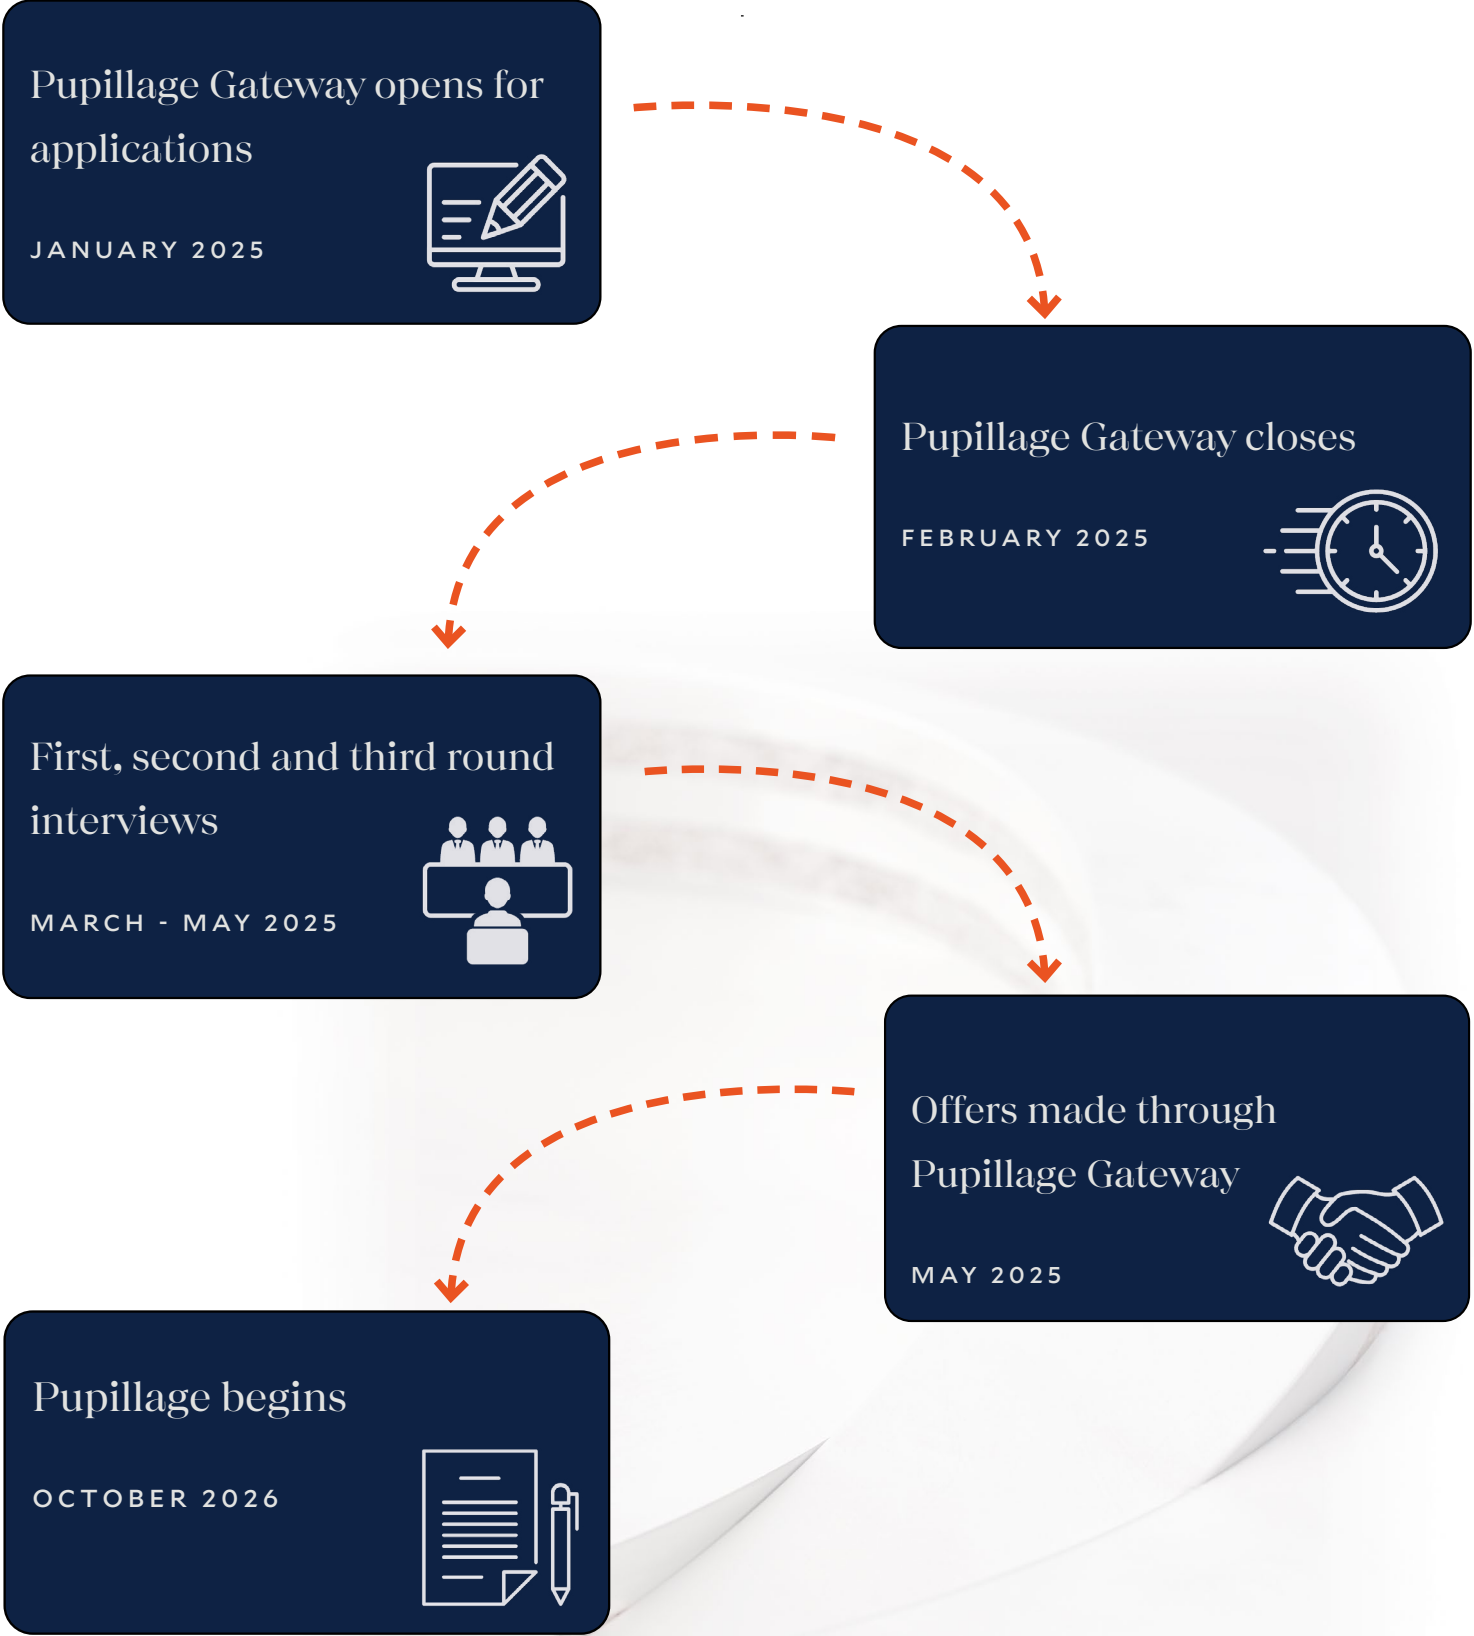 Pupillage Gateway opens for
applications
JANUARY 2025
Pupillage Gateway closes
FEBRUARY 2025
First, second and third round
interviews
MARCH - MAY 2025
Offers made through
Pupillage Gateway
MAY 2025
Pupillage begins
OCTOBER 2026